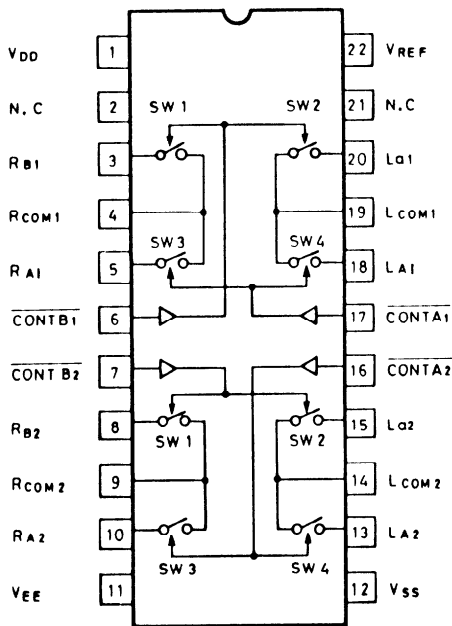 VDD 1 22 VREF
N.C 2 21 N.C
SW1 SW2
RB1 3 20 La1
RCOM1 4 19 LCOM1
SW3 SW4
RA1 5 18 LA1
CONTB1 6 17 CONTA1
CONTB2 7 16 CONTA2
RB2 8 15 La2
SW1 SW2
RCOM2 9 14 LCOM2
RA2 10 13 LA2
SW3 SW4
VEE 11 12 VSS